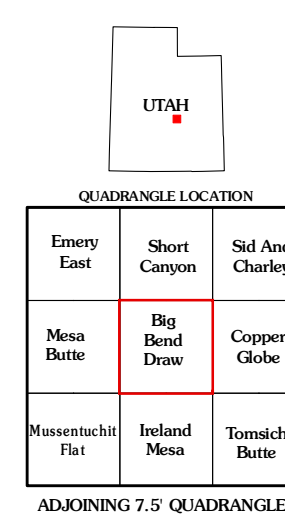 UTAH
QUADRANGLE LOCATION
Emery
East
Short
Canyon
Sid And
Charley
Mesa
Butte
Big
Bend
Draw
Copper
Globe
Mussentuchit
Flat
Ireland
Mesa
Tomsich
Butte
ADJOINING 7.5' QUADRANGLE